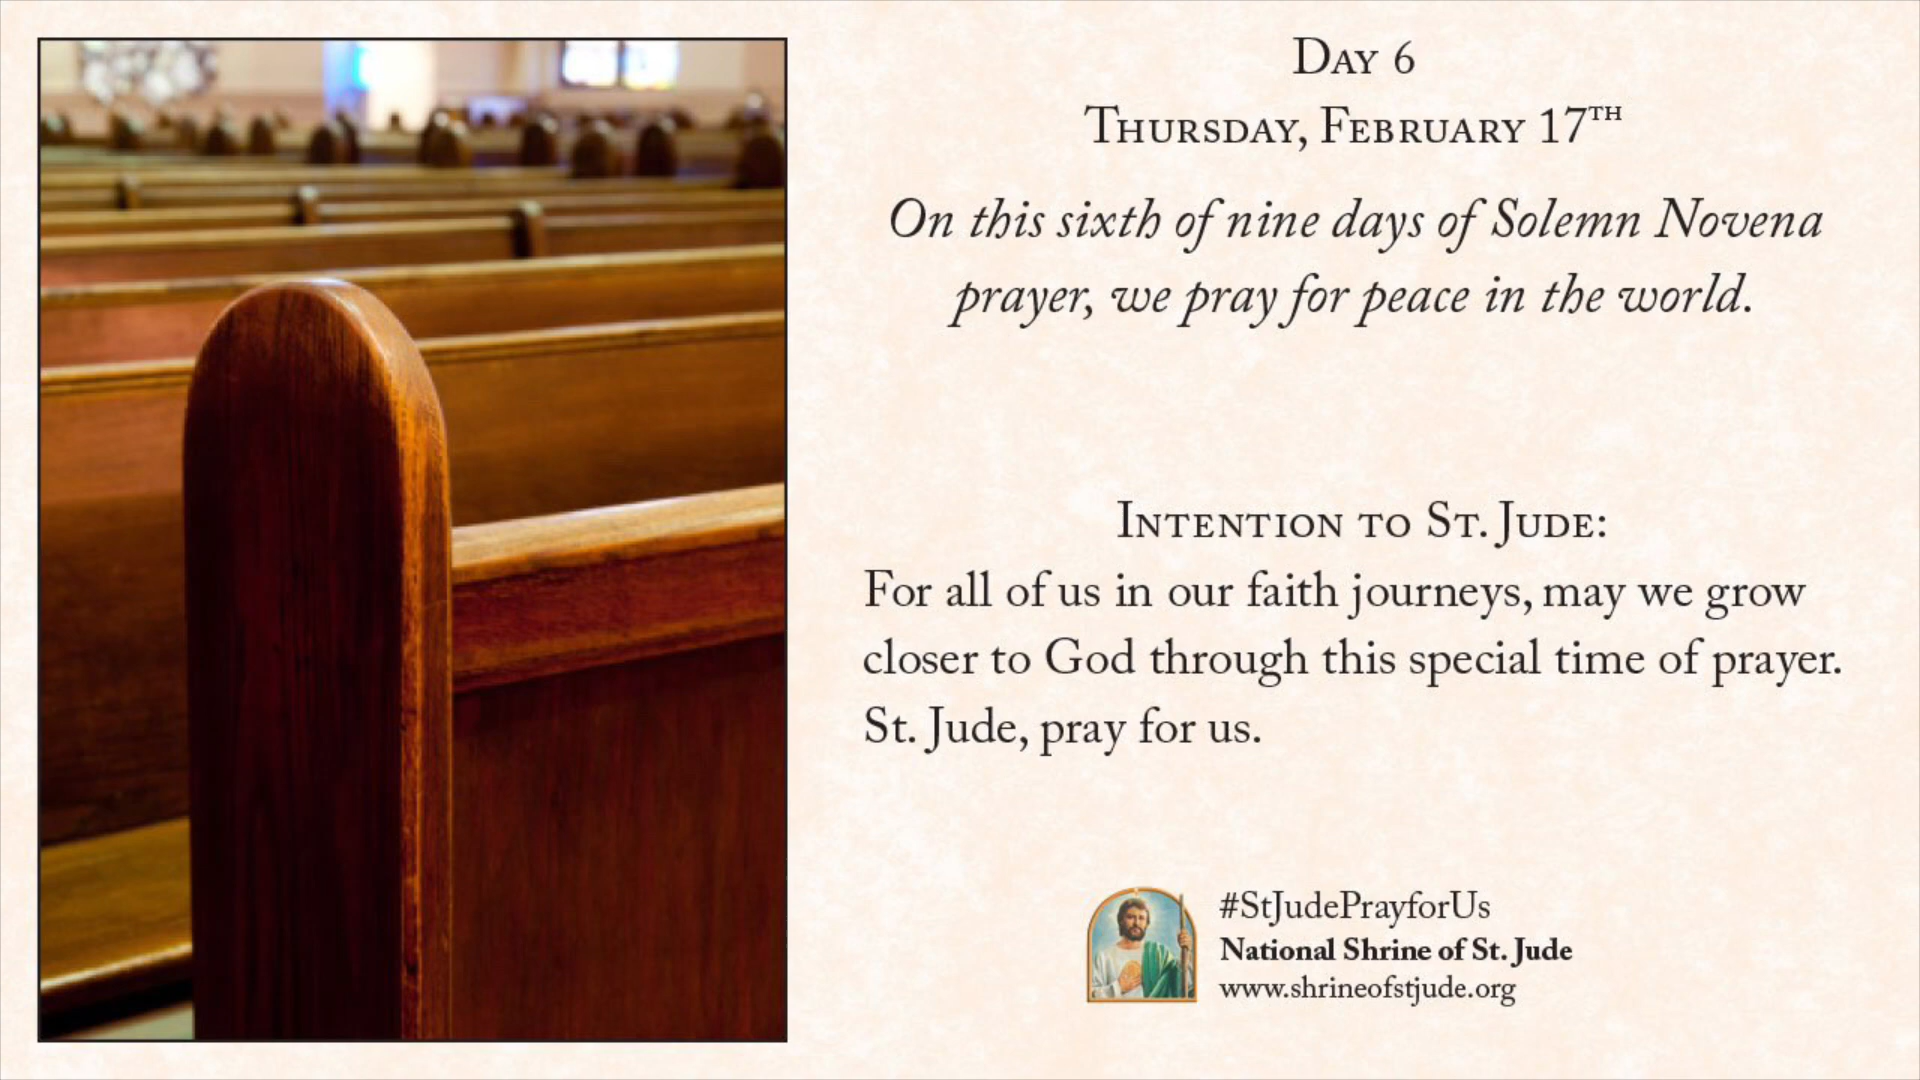 Day 6
Thursday, February 17th
On this sixth of nine days of Solemn Novena
prayer, we pray for peace in the world.
Intention to St. Jude:
For all of us in our faith journeys, may we grow
closer to God through this special time of prayer.
St. Jude, pray for us.
#StJudePrayforUs
National Shrine of St. Jude
www.shrineofstjude.org